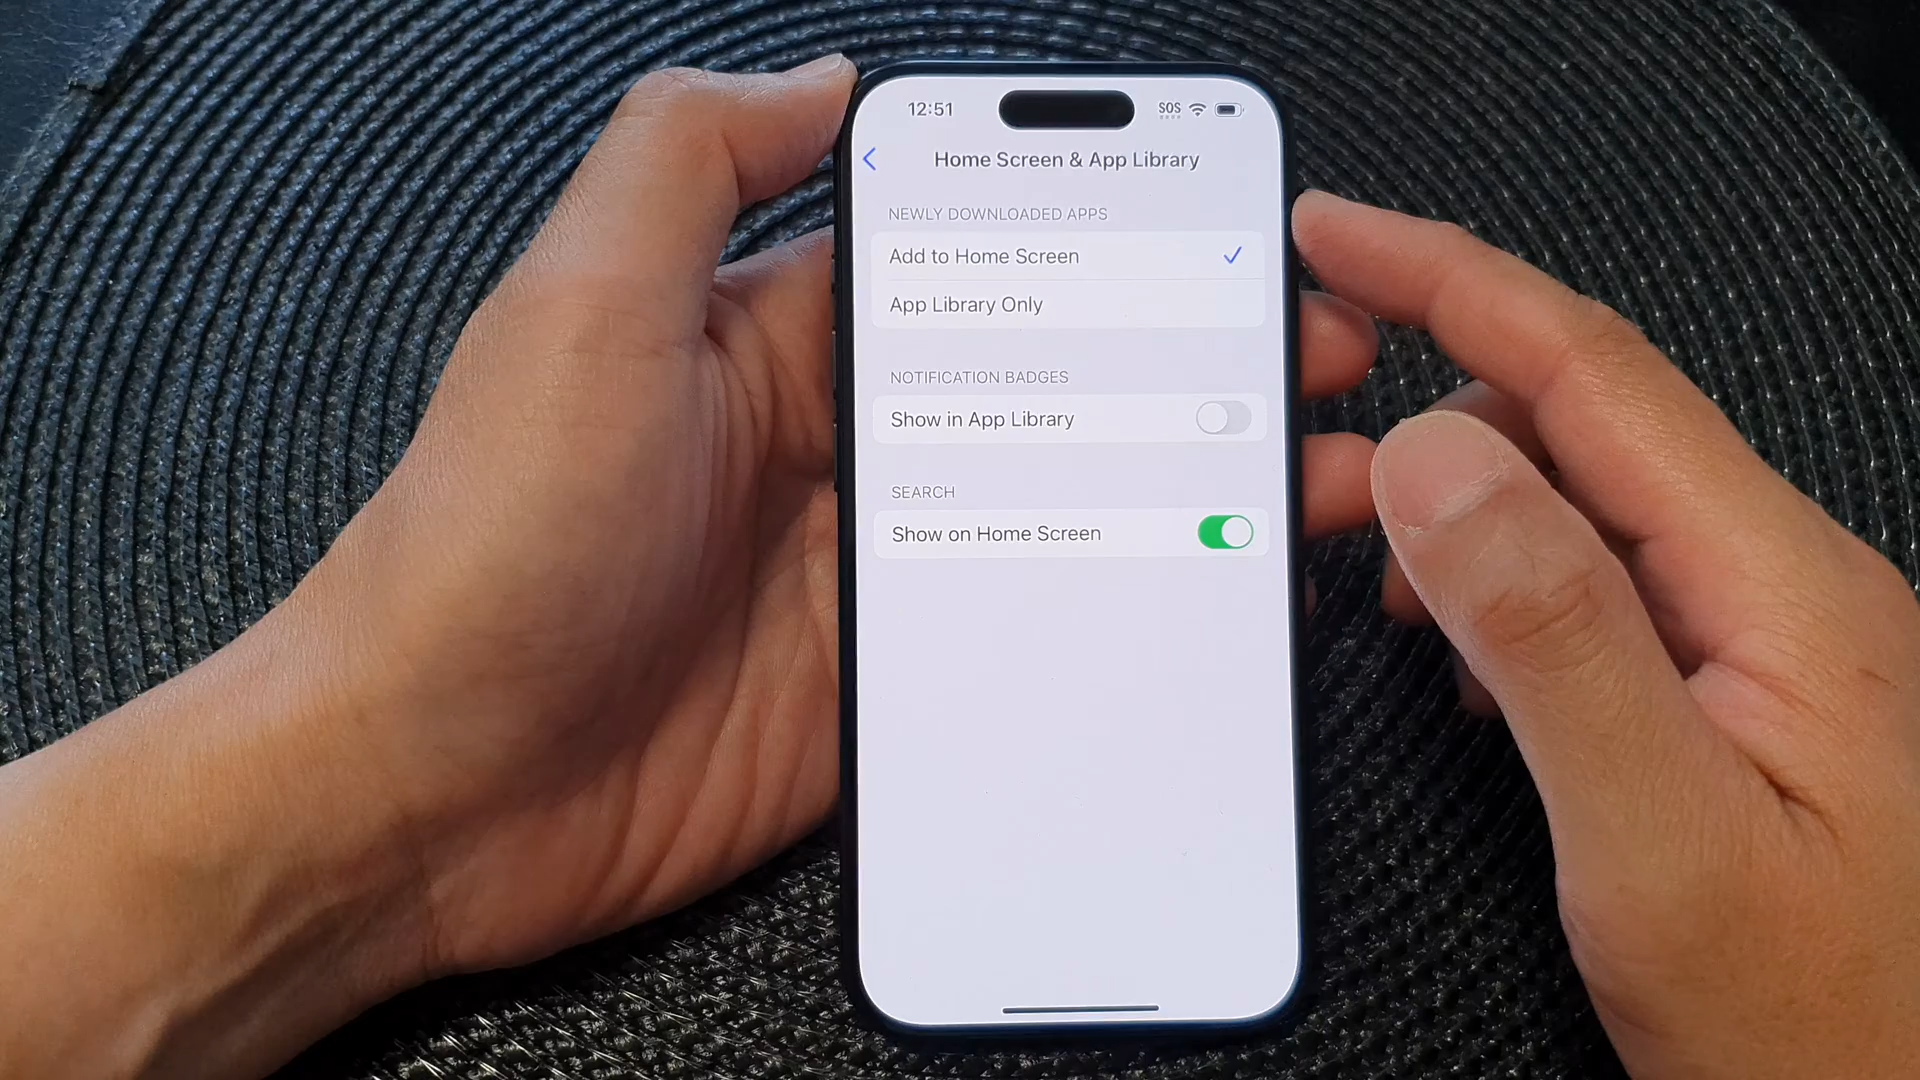 12:51
SOS
Home Screen & App Library
NEWLY DOWNLOADED APPS
Add to Home Screen
App Library Only
NOTIFICATION BADGES
Show in App Library
SEARCH
Show on Home Screen